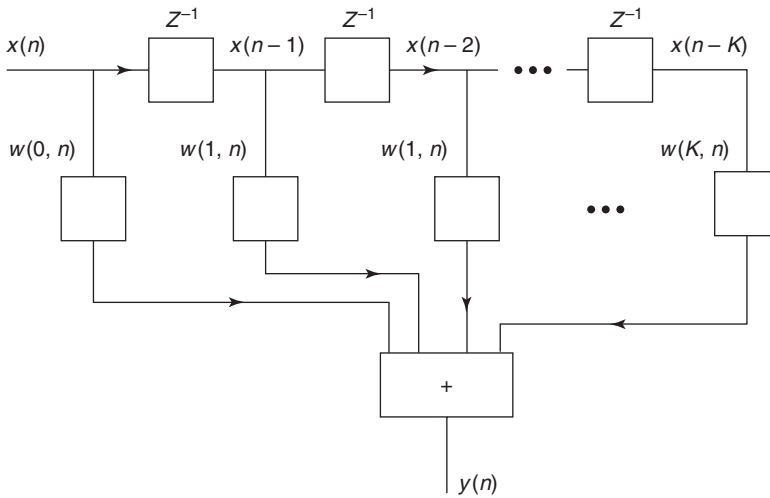 Z⁻¹ Z⁻¹ Z⁻¹
x(n) x(n – 1) x(n – 2) x(n – K)
w(0, n) w(1, n) w(1, n) w(K, n)
+
y(n)